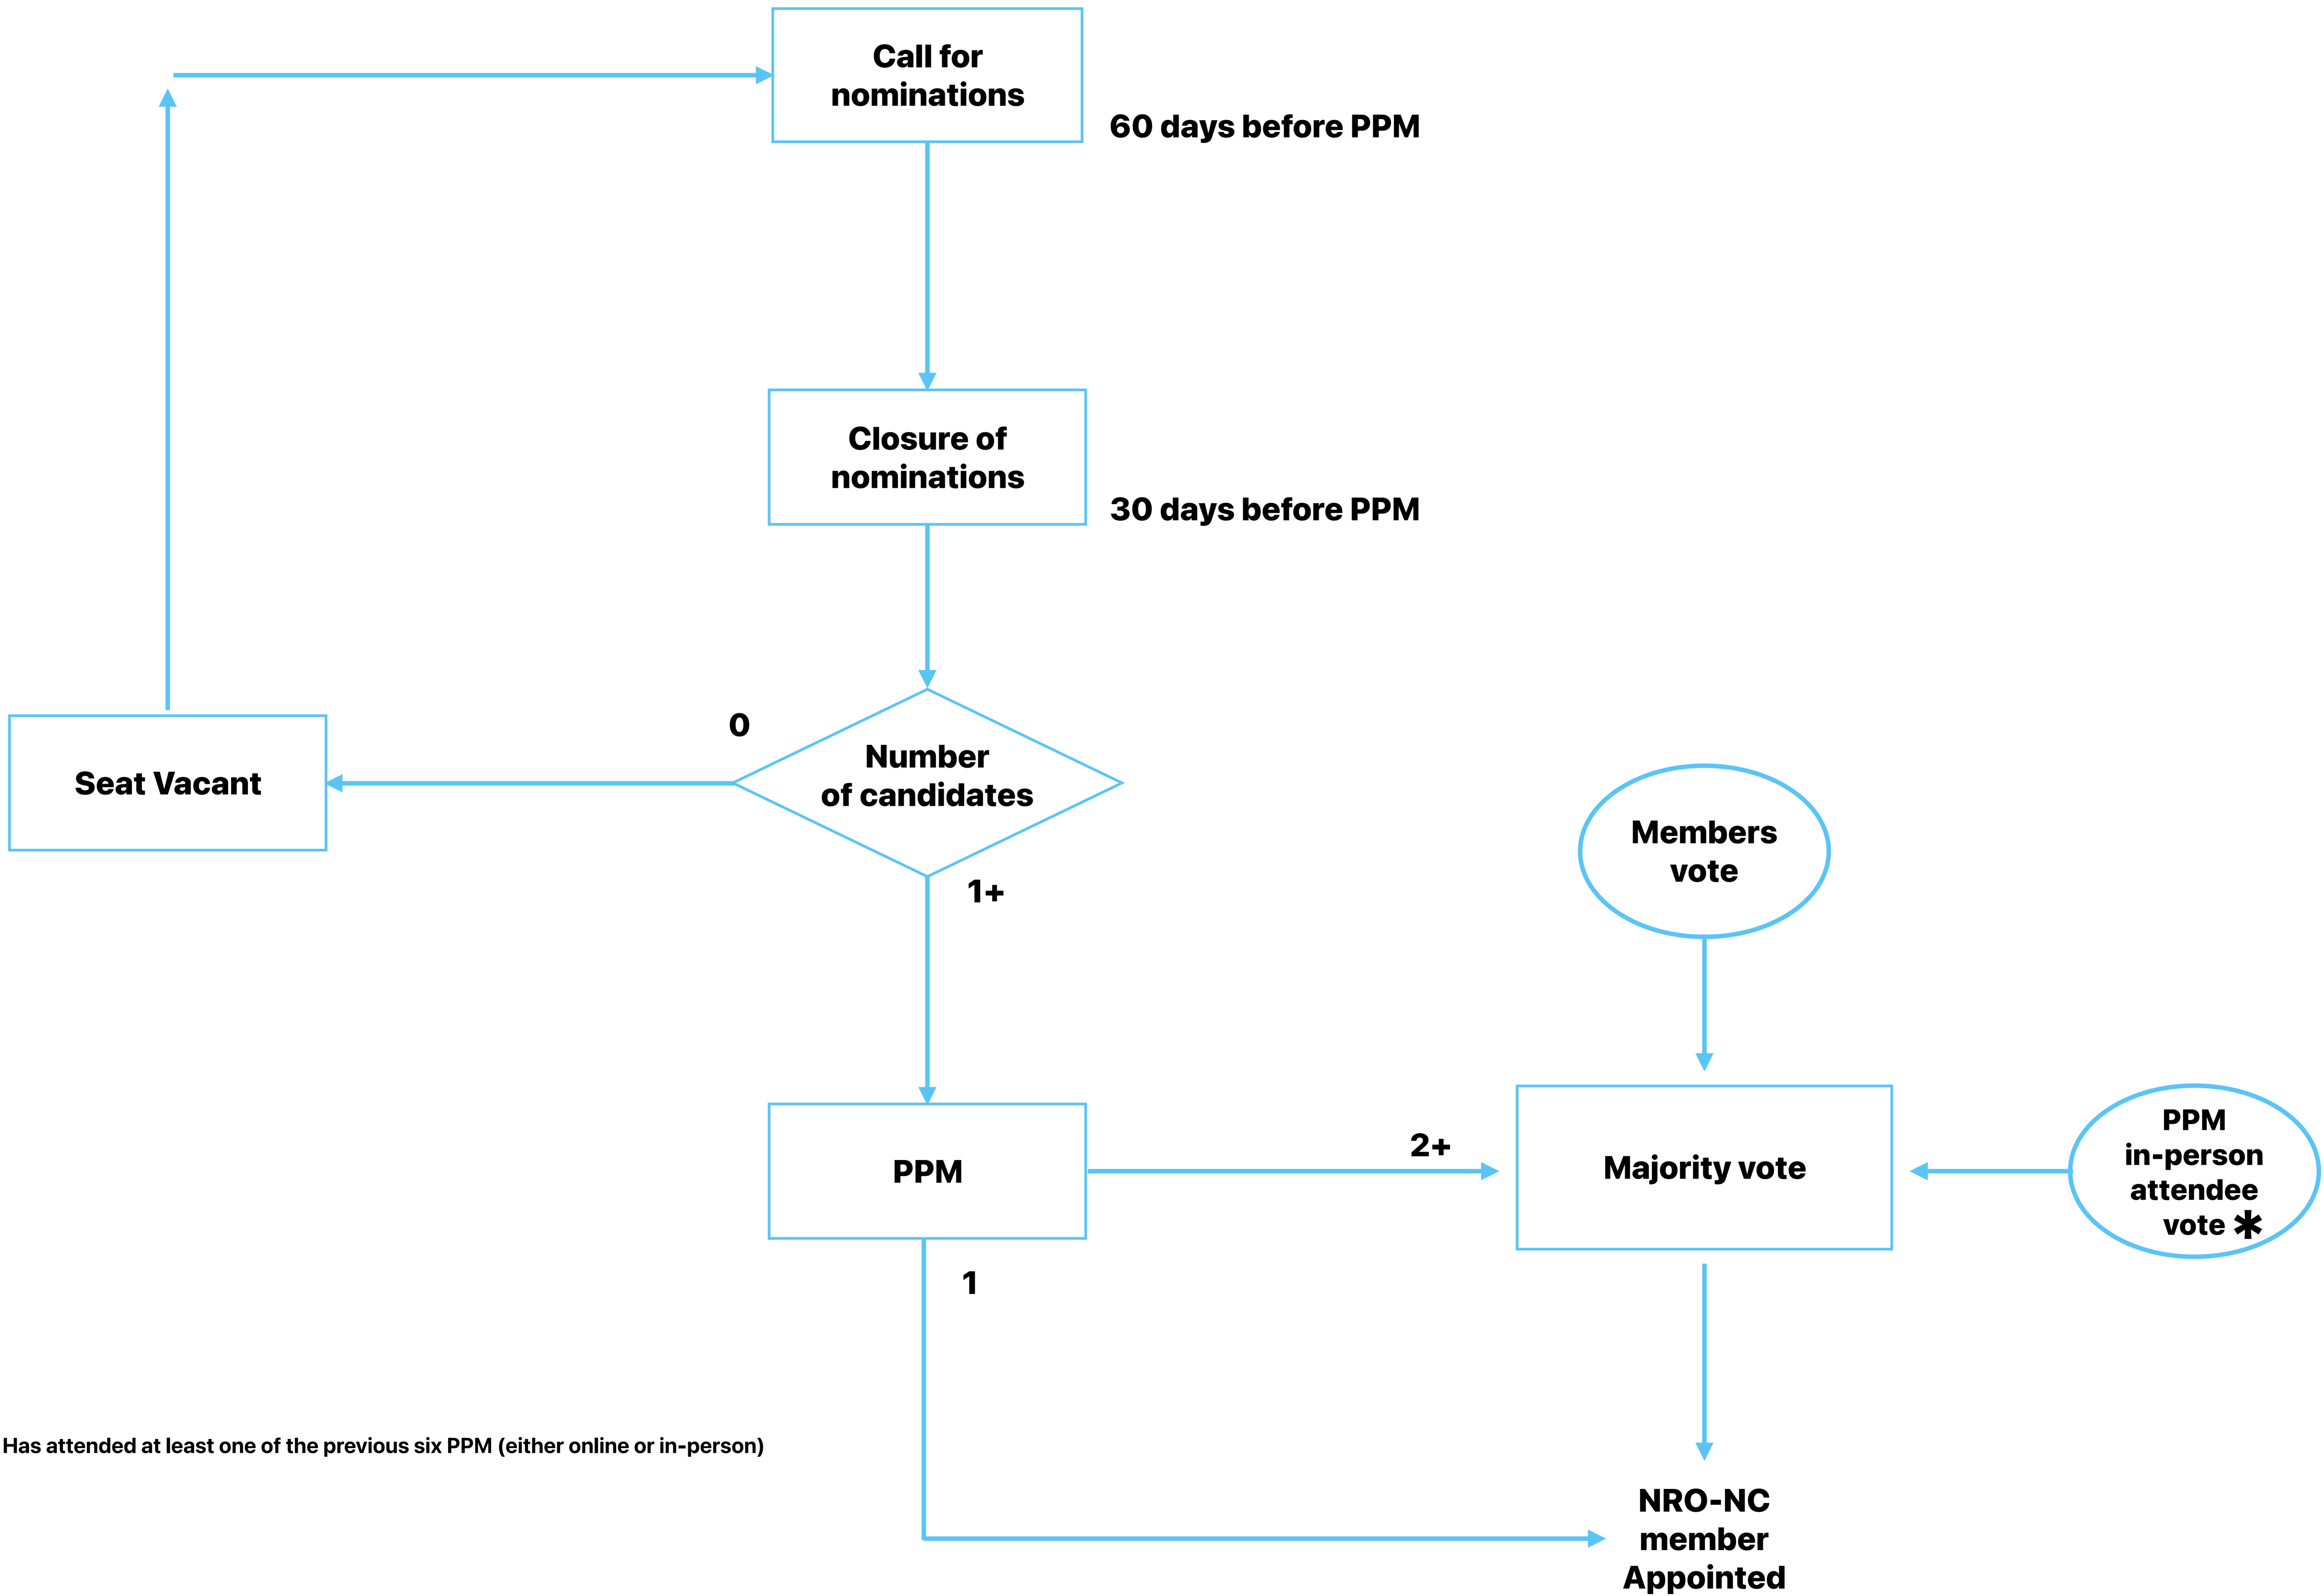 Call for
nominations
60 days before PPM
Closure of
nominations
30 days before PPM
0
Number
of candidates
Seat Vacant
1+
Members
vote
PPM
2+
Majority vote
PPM
in-person
attendee
vote *
1
Has attended at least one of the previous six PPM (either online or in-person)
NRO-NC
member
Appointed